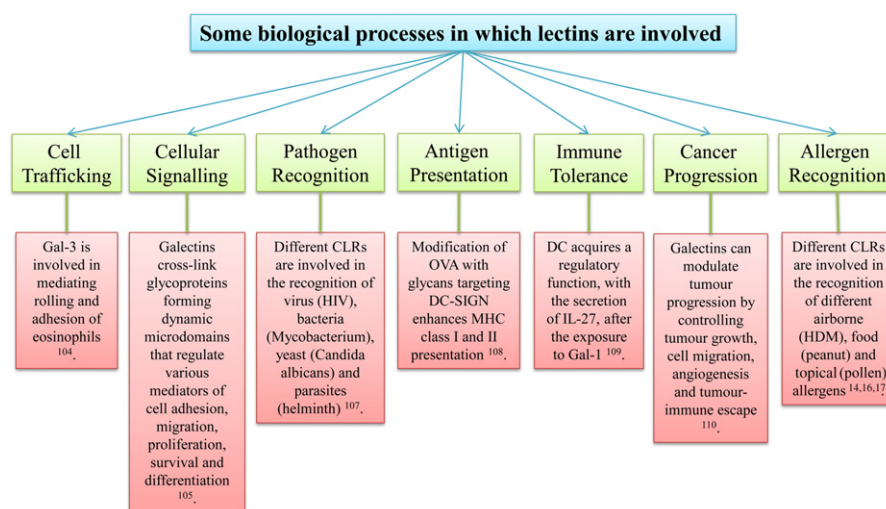 Some biological processes in which lectins are involved
Cell
Trafficking
Cellular
Signalling
Pathogen
Recognition
Antigen
Presentation
Immune
Tolerance
Cancer
Progression
Allergen
Recognition
Gal-3 is
involved in
mediating
rolling and
adhesion of
eosinophils
104.
Galectins
cross-link
glycoproteins
forming
dynamic
microdomains
that regulate
various
mediators of
cell adhesion,
migration,
proliferation,
survival and
differentiation
105.
Different CLRs
are involved in
the recognition of
virus (HIV),
bacteria
(Mycobacterium),
yeast (Candida
albicans) and
parasites
(helminth) 107.
Modification of
OVA with
glycans targeting
DC-SIGN
enhances MHC
class I and II
presentation 108.
DC acquires a
regulatory
function, with
the secretion of
IL-27, after
the exposure to
Gal-1 109.
Galectins can
modulate
tumour
progression by
controlling
tumour growth,
cell migration,
angiogenesis
and tumour-
immune escape
110.
Different CLRs
are involved in
the recognition
of different
airborne
(HDM), food
(peanut) and
topical (pollen)
allergens 14,16,17.